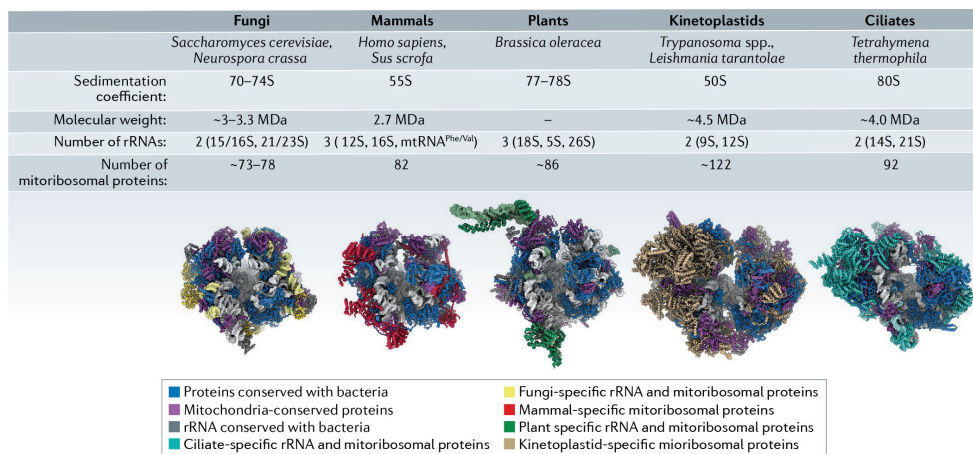 Fungi Mammals Plants Kinetoplastids Ciliates
Saccharomyces cerevisiae, Homo sapiens, Brassica oleracea Trypanosoma spp., Tetrahymena
Neurospora crassa Sus scrofa Leishmania tarantolae thermophila
Sedimentation 70–74S 55S 77–78S 50S 80S
coefficient:
Molecular weight: ~3–3.3 MDa 2.7 MDa – ~4.5 MDa ~4.0 MDa
Number of rRNAs: 2 (15/16S, 21/23S) 3 ( 12S, 16S, mtRNAPhe/Val) 3 (18S, 5S, 26S) 2 (9S, 12S) 2 (14S, 21S)
Number of ~73–78 82 ~86 ~122 92
mitoribosomal proteins:
Proteins conserved with bacteria
Mitochondria-conserved proteins
rRNA conserved with bacteria
Ciliate-specific rRNA and mitoribosomal proteins
Fungi-specific rRNA and mitoribosomal proteins
Mammal-specific mitoribosomal proteins
Plant specific rRNA and mitoribosomal proteins
Kinetoplastid-specific mioribosomial proteins